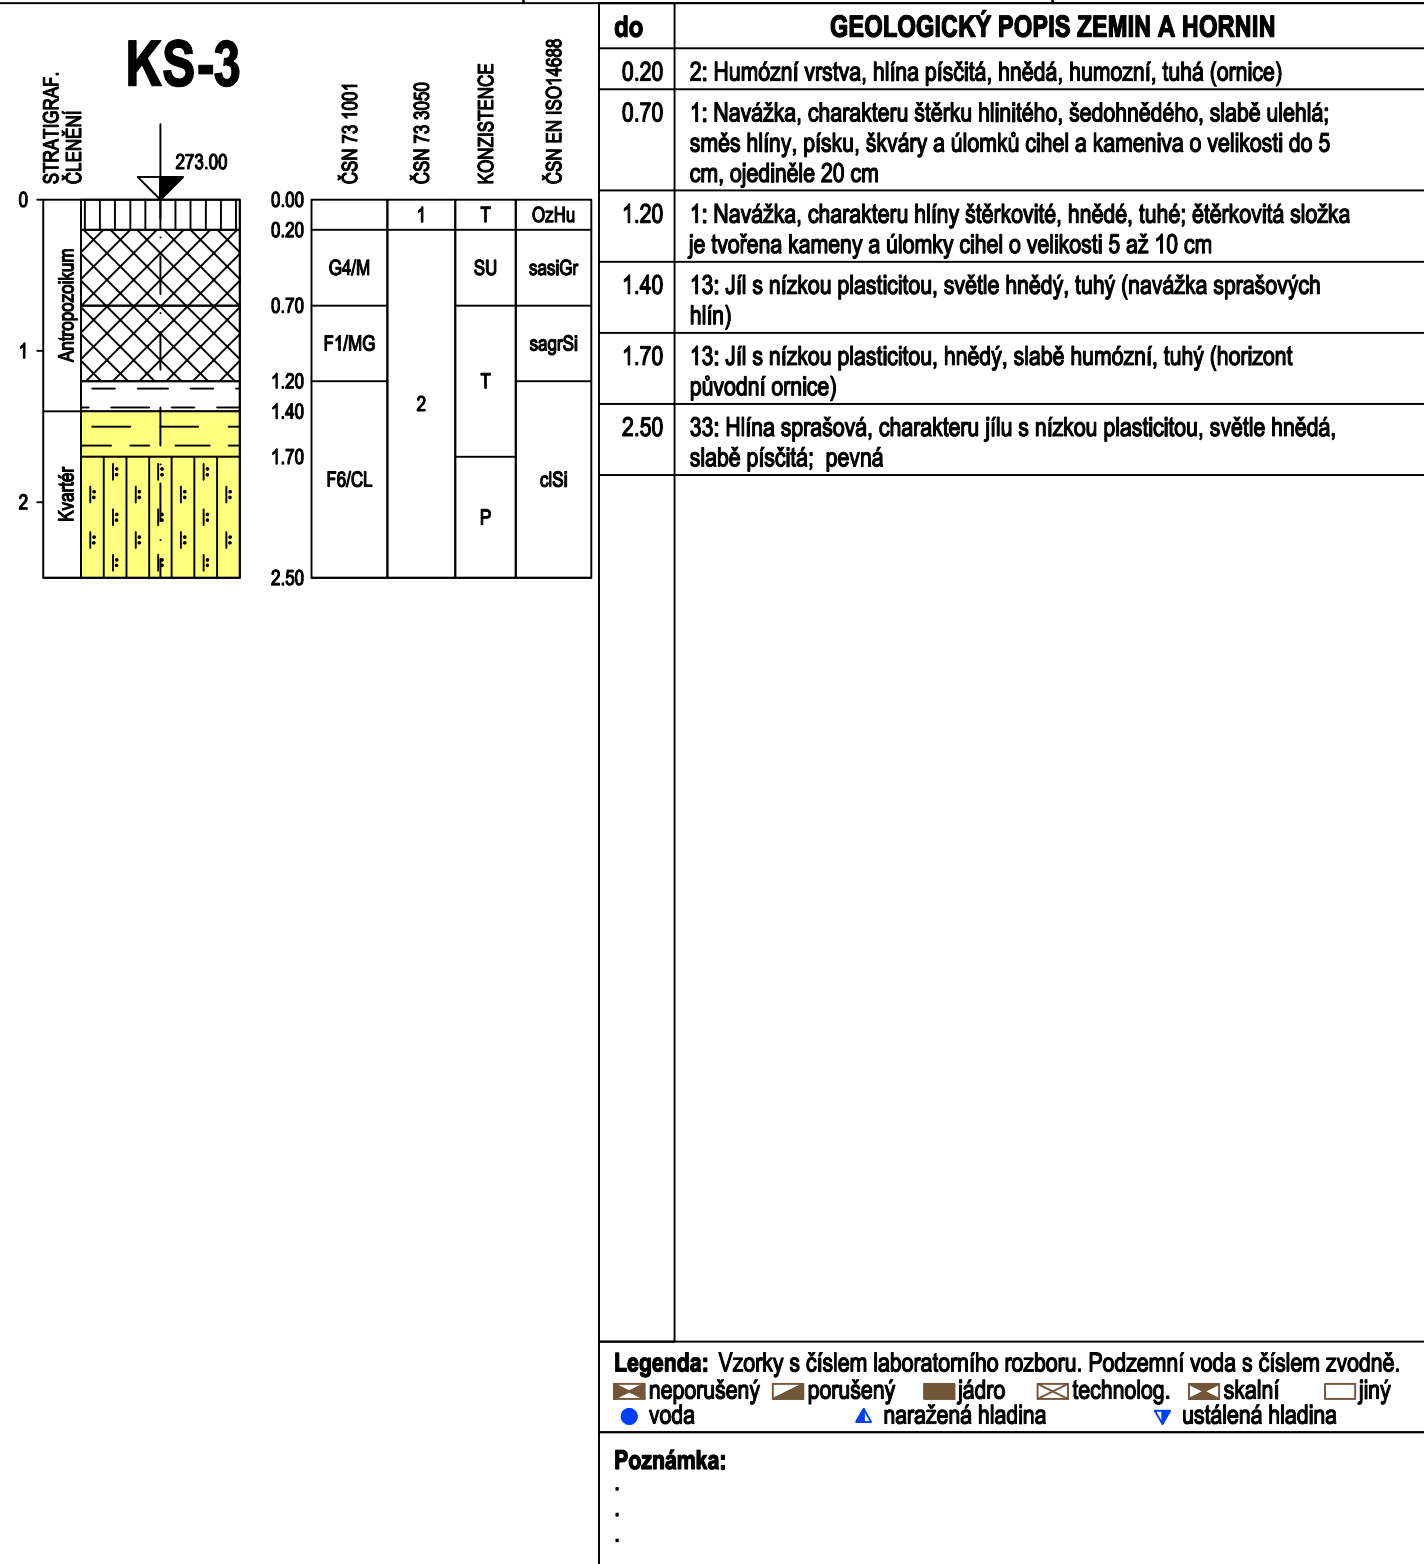 KS-3
STRATIGRAF.
ČLENĚNÍ
273.00
ČSN 73 1001
ČSN 73 3050
KONZISTENCE
ČSN EN ISO14688
0
1
2
Antropozoikum
Kvartér
0.00
0.20
0.70
1.20
1.40
1.70
2.50
G4/M
F1/MG
F6/CL
1
2
T
SU
T
P
OzHu
sasiGr
sagrSi
clSi
do GEOLOGICKÝ POPIS ZEMIN A HORNIN
0.20 2: Humózní vrstva, hlína písčitá, hnědá, humozní, tuhá (ornice)
0.70 1: Navážka, charakteru štěrku hlinitého, šedohnědého, slabě ulehlá;
směs hlíny, písku, škváry a úlomků cihel a kameniva o velikosti do 5
cm, ojediněle 20 cm
1.20 1: Navážka, charakteru hlíny štěrkovité, hnědé, tuhé; ětěrkovitá složka
je tvořena kameny a úlomky cihel o velikosti 5 až 10 cm
1.40 13: Jíl s nízkou plasticitou, světle hnědý, tuhý (navážka sprašových
hlín)
1.70 13: Jíl s nízkou plasticitou, hnědý, slabě humózní, tuhý (horizont
původní ornice)
2.50 33: Hlína sprašová, charakteru jílu s nízkou plasticitou, světle hnědá,
slabě písčitá; pevná
Legenda: Vzorky s číslem laboratorního rozboru. Podzemní voda s číslem zvodně.
neporušený porušený jádro technolog. skalní jiný
voda naražená hladina ustálená hladina
Poznámka:
.
.
.